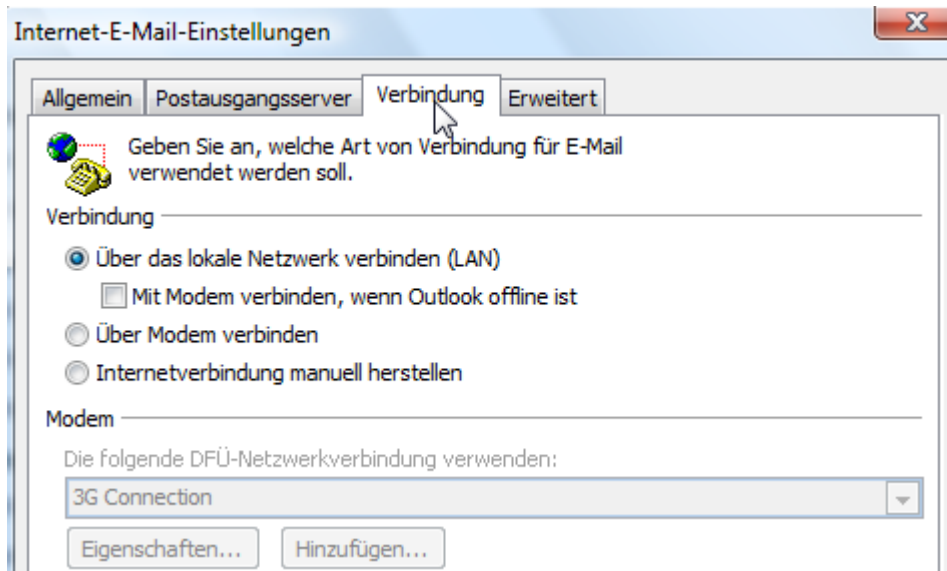 Internet-E-Mail-Einstellungen
Allgemein Postausgangsserver Verbindung Erweitert
Geben Sie an, welche Art von Verbindung für E-Mail
verwendet werden soll.
Verbindung
Über das lokale Netzwerk verbinden (LAN)
Mit Modem verbinden, wenn Outlook offline ist
Über Modem verbinden
Internetverbindung manuell herstellen
Modem
Die folgende DFÜ-Netzwerkverbindung verwenden:
3G Connection
Eigenschaften... Hinzufügen...